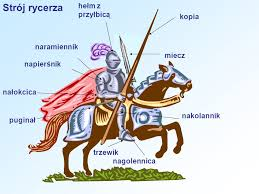 Strój rycerza
hełm z
przyłbicą
kopia
naramiennik
miecz
napierśnik
nałokcica
puginał
nakolannik
trzewik
nagolennica